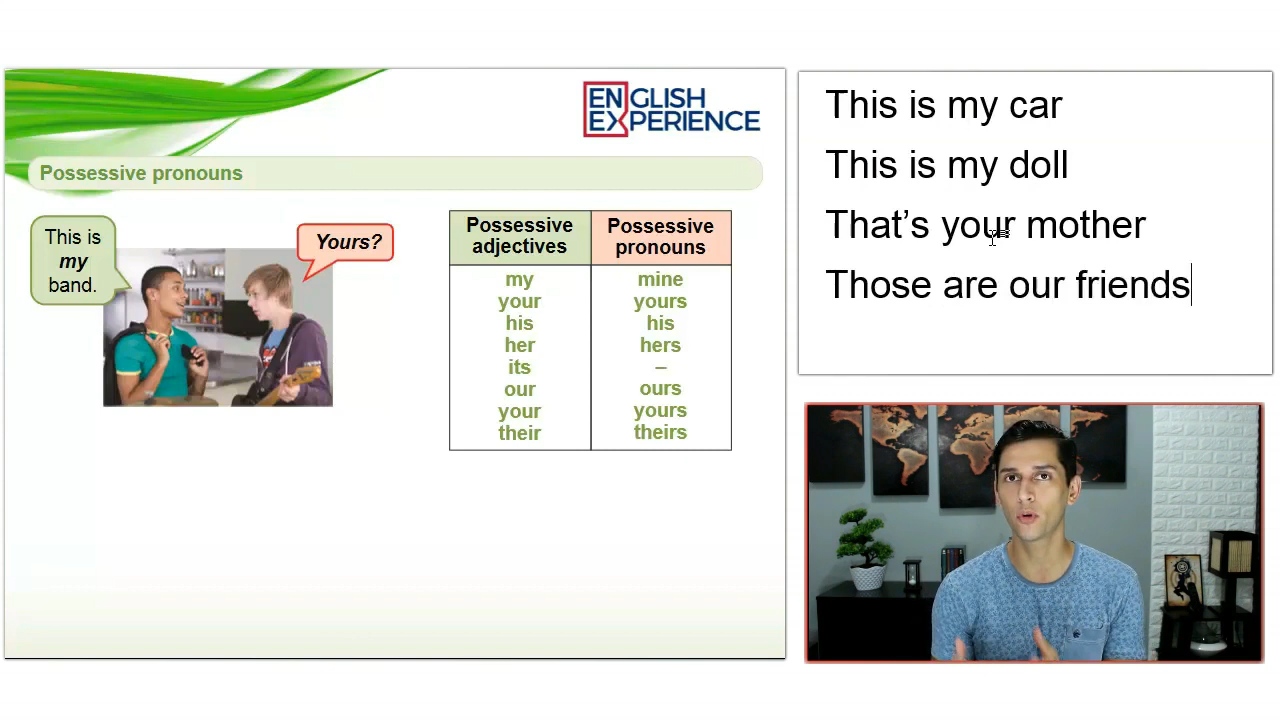 ENGLISH
EXPERIENCE
Possessive pronouns
This is
my
band.
Yours?
Possessive adjectives
Possessive pronouns
my mine
your yours
his his
her hers
its –
our ours
your yours
their theirs
This is my car
This is my doll
That’s your mother
Those are our friends